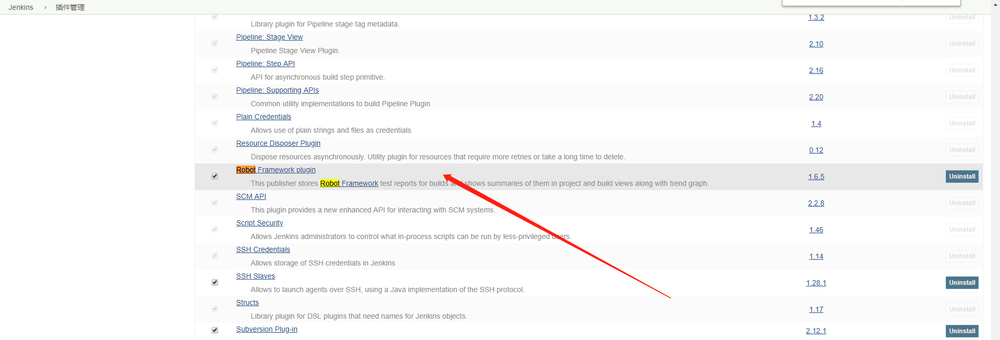 Jenkins 插件管理
1.3.2 Uninstall
Library plugin for Pipeline stage tag metadata.
Pipeline: Stage View
2.10 Uninstall
Pipeline Stage View Plugin.
Pipeline: Step API
2.16 Uninstall
API for asynchronous build step primitive.
Pipeline: Supporting APIs
2.20 Uninstall
Common utility implementations to build Pipeline Plugin
Plain Credentials
1.4 Uninstall
Allows use of plain strings and files as credentials.
Resource Disposer Plugin
0.12 Uninstall
Dispose resources asynchronously. Utility plugin for resources that require more retries or take a long time to delete.
Robot Framework plugin
1.6.5 Uninstall
This publisher stores Robot Framework test reports for builds and shows summaries of them in project and build views along with trend graph.
SCM API
2.2.8 Uninstall
This plugin provides a new enhanced API for interacting with SCM systems.
Script Security
1.46 Uninstall
Allows Jenkins administrators to control what in-process scripts can be run by less-privileged users.
SSH Credentials
1.14 Uninstall
Allows storage of SSH credentials in Jenkins
SSH Slaves
1.28.1 Uninstall
Allows to launch agents over SSH, using a Java implementation of the SSH protocol.
Structs
1.17 Uninstall
Library plugin for DSL plugins that need names for Jenkins objects.
Subversion Plug-in
2.12.1 Uninstall